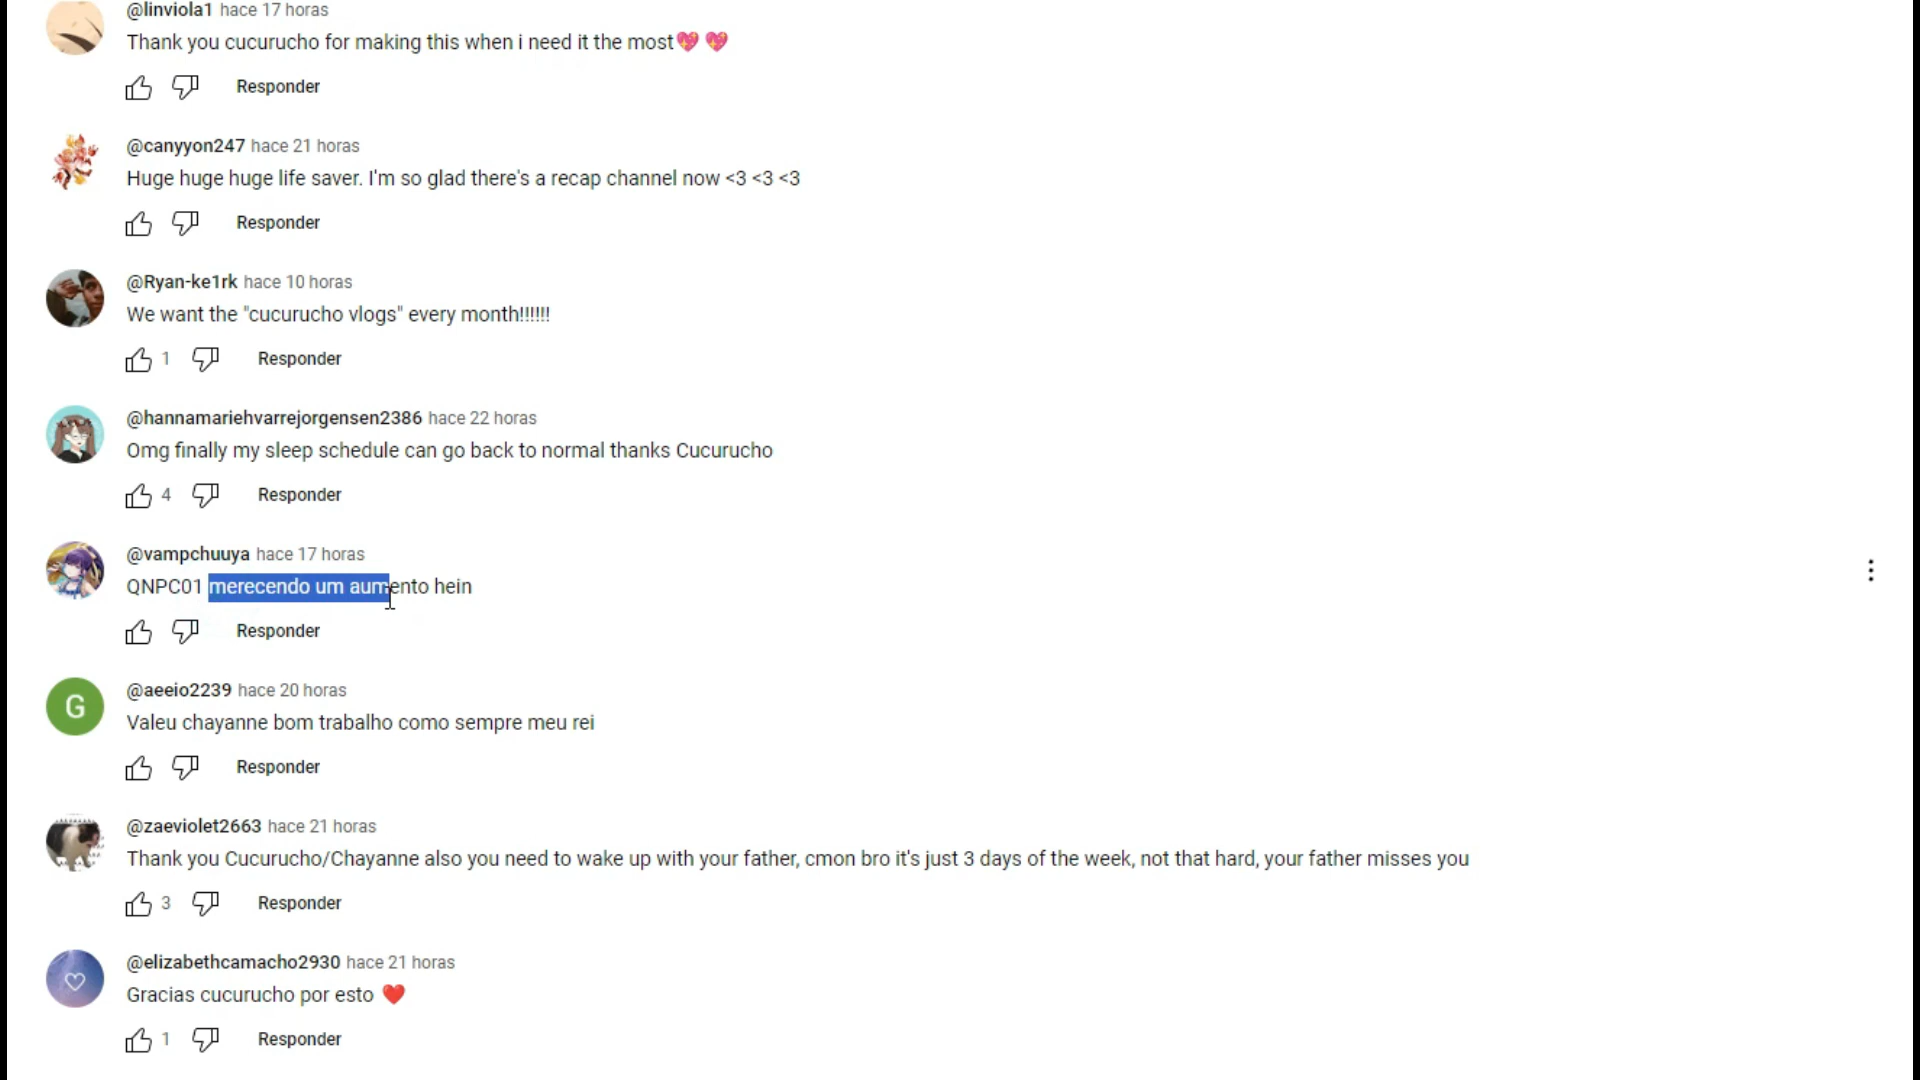 @linviola1 hace 17 horas
Thank you cucurucho for making this when i need it the most💖 💖
Responder
@canyyon247 hace 21 horas
Huge huge huge life saver. I'm so glad there's a recap channel now <3 <3 <3
Responder
@Ryan-ke1rk hace 10 horas
We want the "cucurucho vlogs" every month!!!!!!
1 Responder
@hannamariehvarrejorgensen2386 hace 22 horas
Omg finally my sleep schedule can go back to normal thanks Cucurucho
4 Responder
@vampchuuya hace 17 horas
QNPC01 merecendo um aumento hein
Responder
G
@aeeio2239 hace 20 horas
Valeu chayanne bom trabalho como sempre meu rei
Responder
@zaeviolet2663 hace 21 horas
Thank you Cucurucho/Chayanne also you need to wake up with your father, cmon bro it's just 3 days of the week, not that hard, your father misses you
3 Responder
@elizabethcamacho2930 hace 21 horas
Gracias cucurucho por esto ❤️
1 Responder